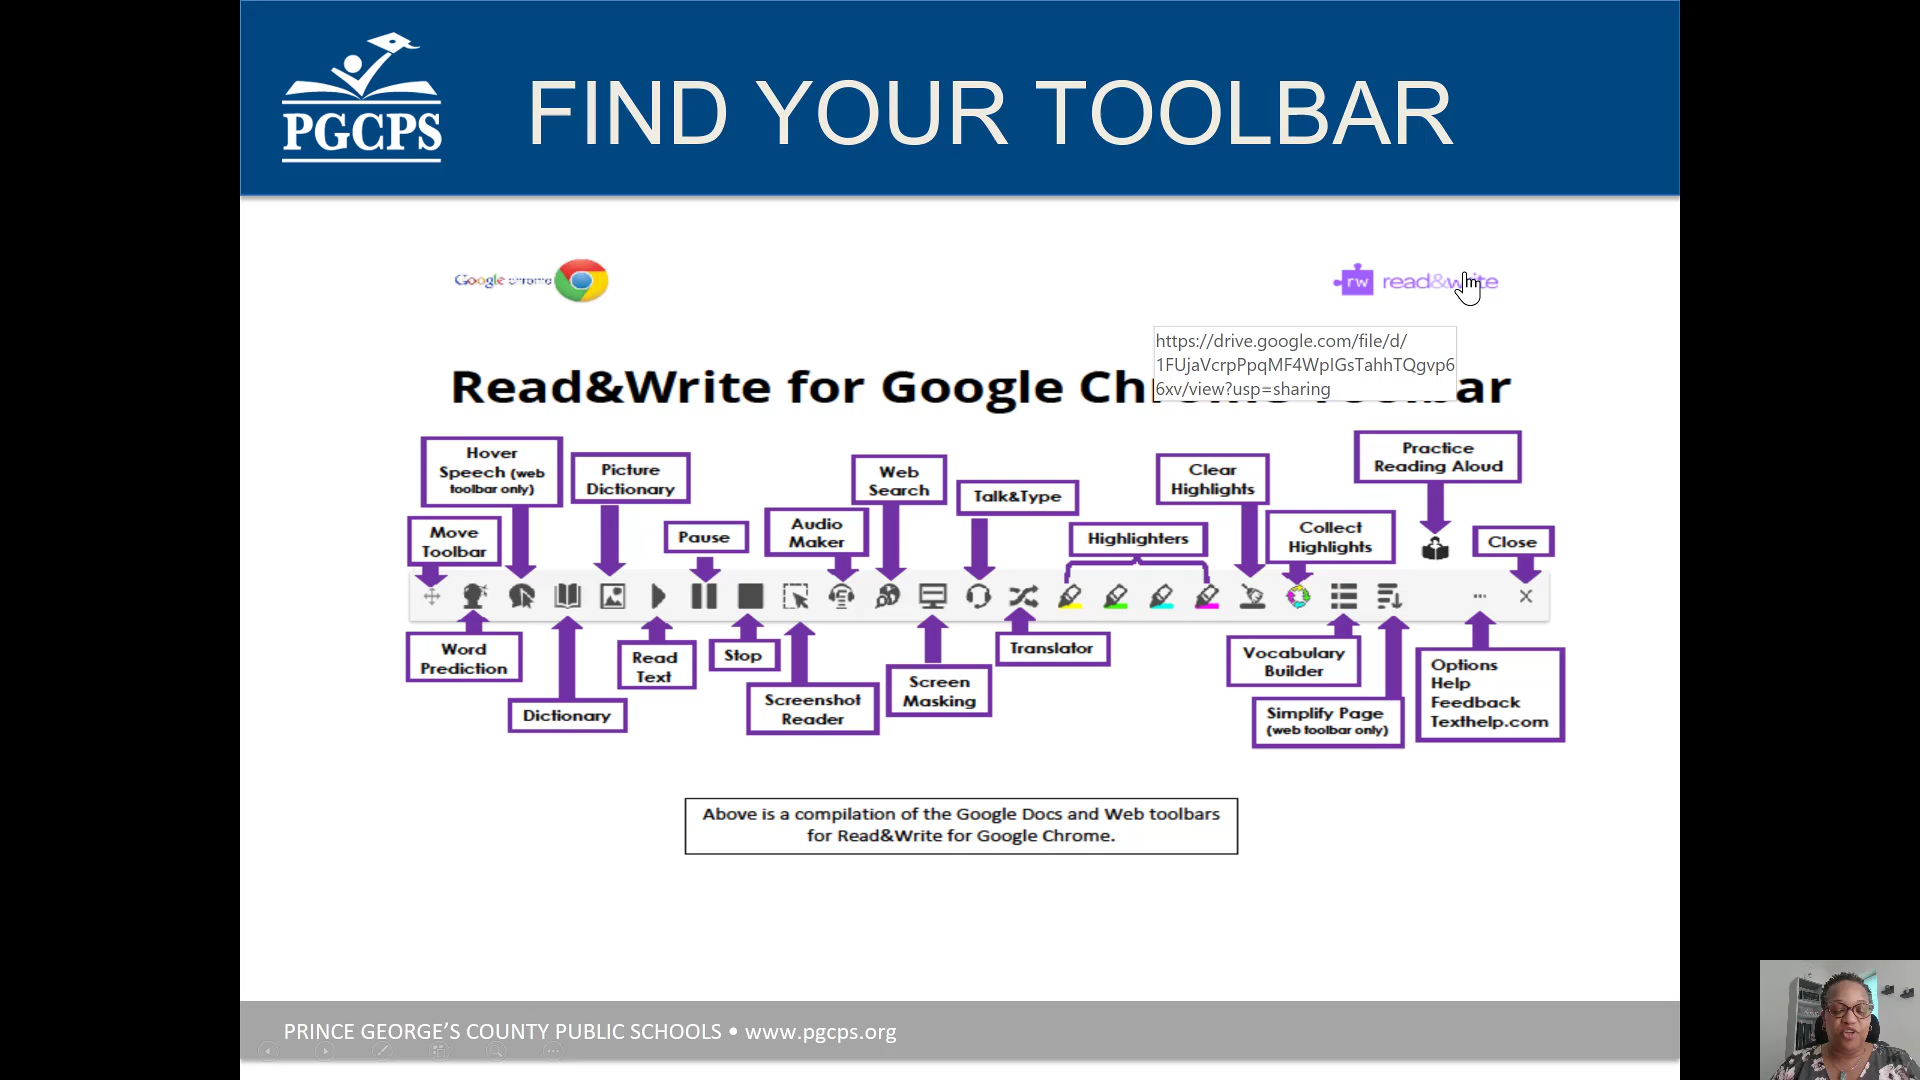 PGCPS
FIND YOUR TOOLBAR
Google chrome
rw read&write
https://drive.google.com/file/d/
1FUjaVcrpPpqMF4WpIGsTahhTQgvp6
6xv/view?usp=sharing
Read&Write for Google Chrome Toolbar
Hover
Speech (web
toolbar only)
Picture
Dictionary
Web
Search
Talk&Type
Clear
Highlights
Practice
Reading Aloud
Move
Toolbar
Pause
Audio
Maker
Highlighters
Collect
Highlights
Close
Word
Prediction
Dictionary
Read
Text
Stop
Screenshot
Reader
Screen
Masking
Translator
Vocabulary
Builder
Simplify Page
(web toolbar only)
Options
Help
Feedback
Texthelp.com
Above is a compilation of the Google Docs and Web toolbars
for Read&Write for Google Chrome.
PRINCE GEORGE’S COUNTY PUBLIC SCHOOLS • www.pgcps.org